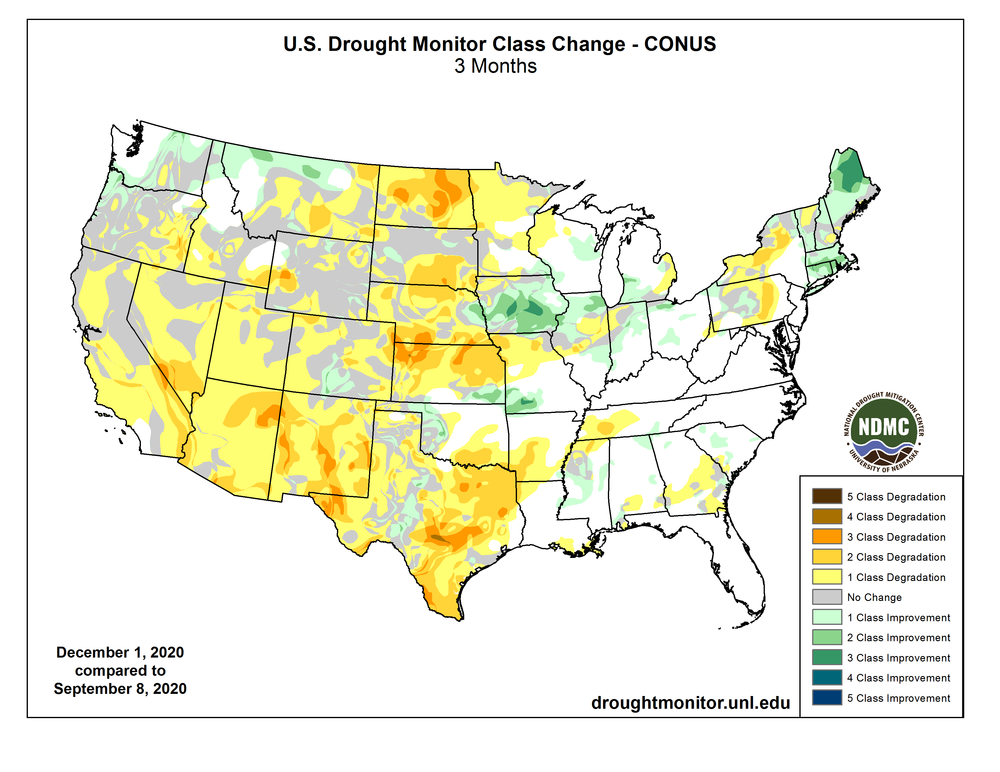 U.S. Drought Monitor Class Change - CONUS
3 Months
NATIONAL DROUGHT MITIGATION CENTER
NDMC
• UNIVERSITY OF NEBRASKA •
5 Class Degradation
4 Class Degradation
3 Class Degradation
2 Class Degradation
1 Class Degradation
No Change
1 Class Improvement
2 Class Improvement
3 Class Improvement
4 Class Improvement
5 Class Improvement
December 1, 2020
compared to
September 8, 2020
droughtmonitor.unl.edu